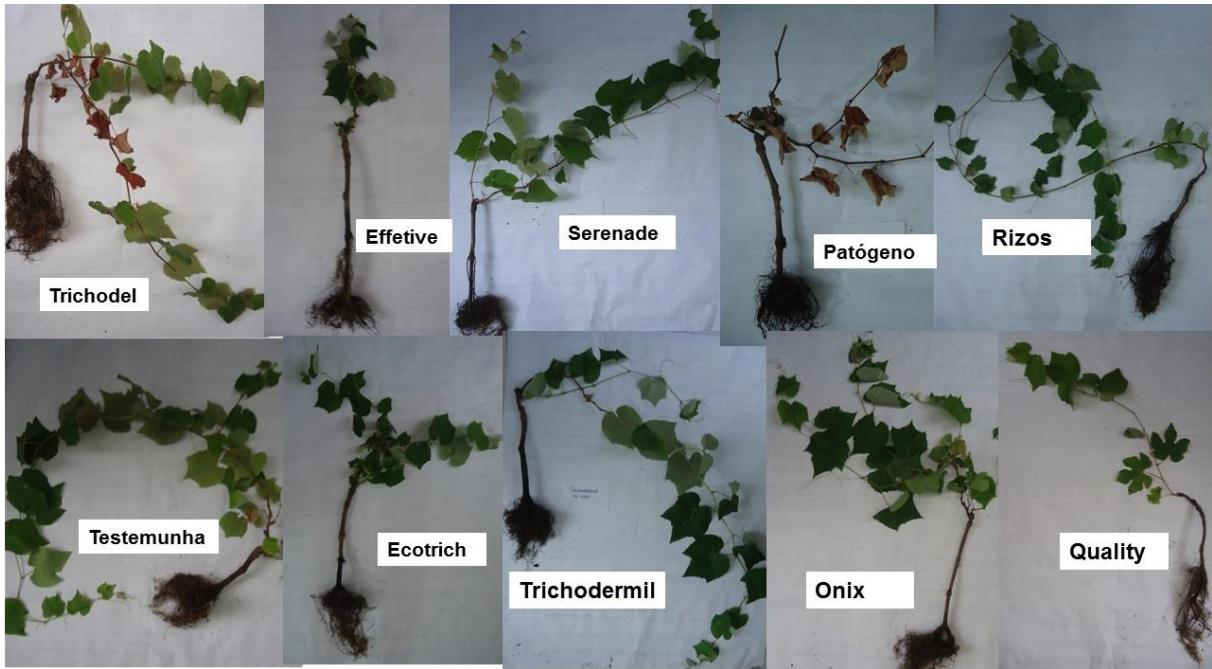 Trichodel
Effetive
Serenade
Patógeno
Rizos
Testemunha
Ecotrich
Trichodermil
Onix
Quality